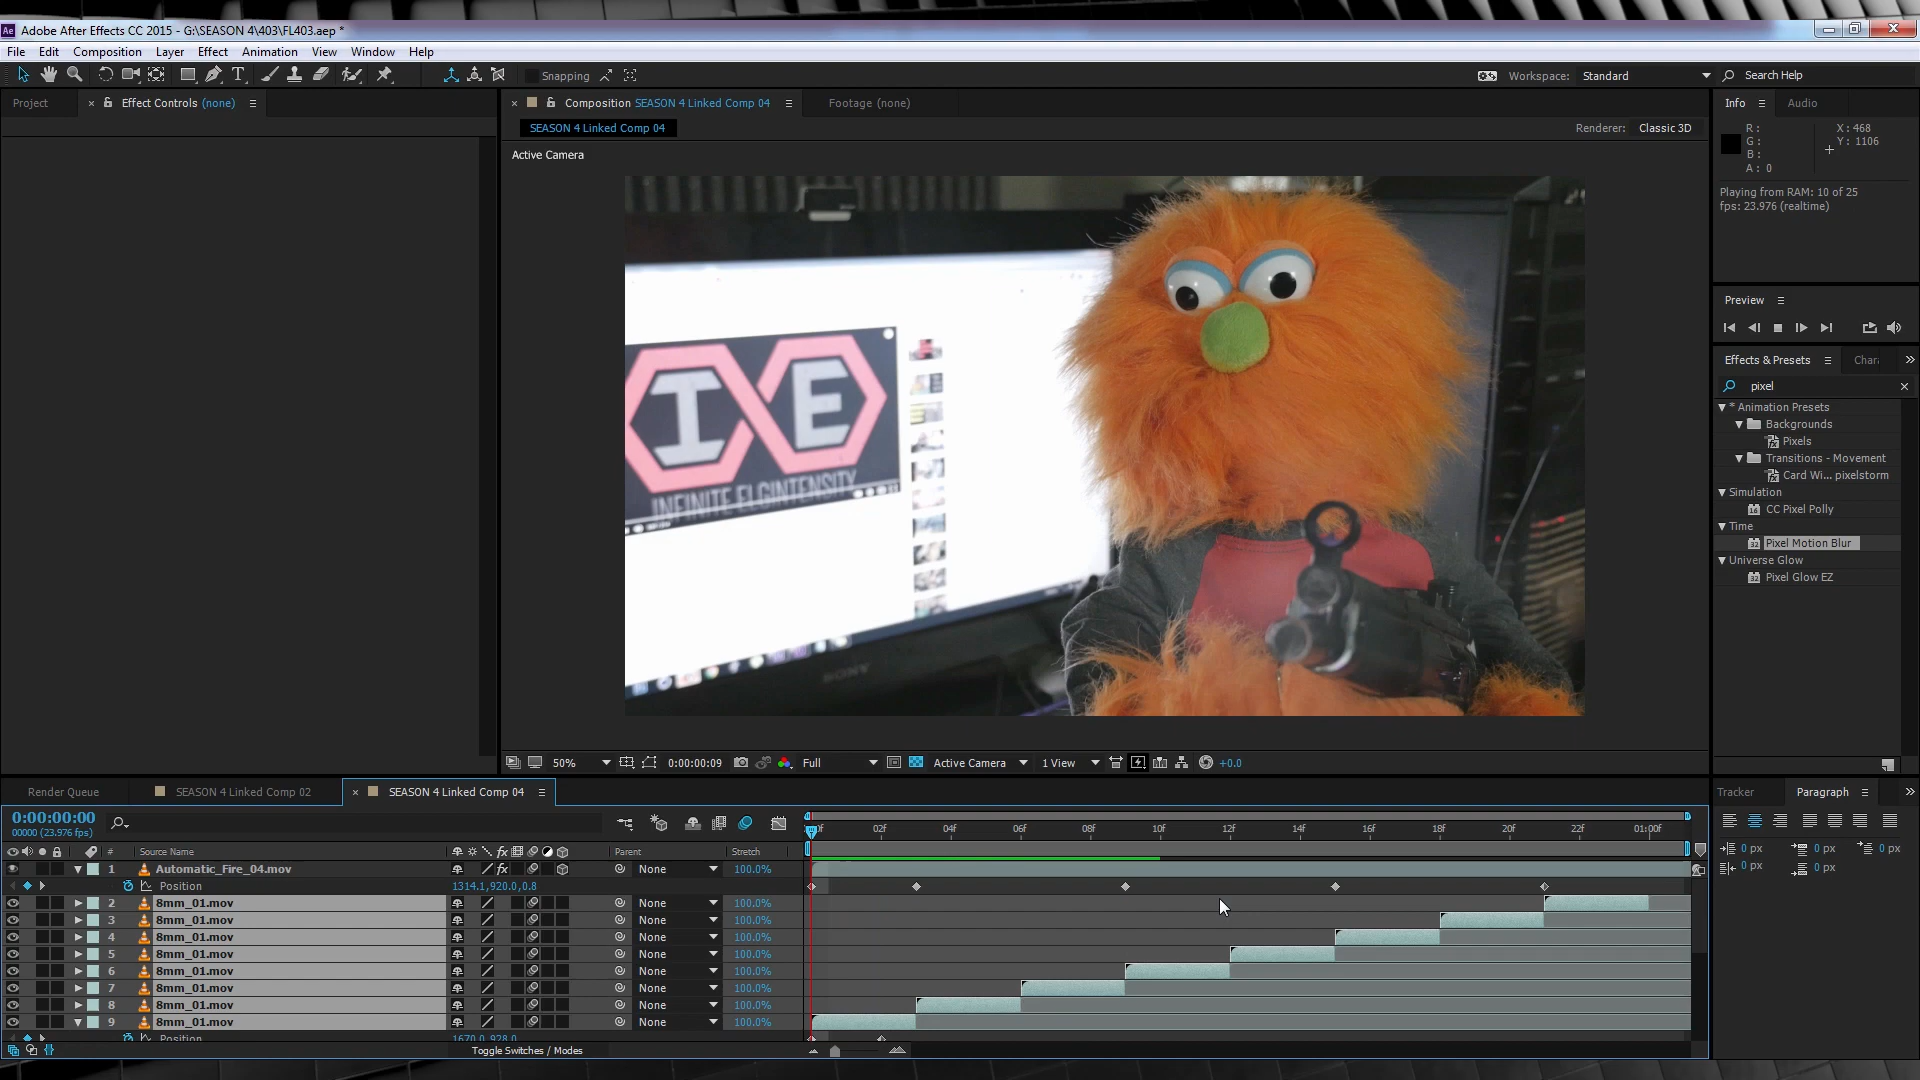 Ae Adobe After Effects CC 2015 - G:\SEASON 4\403\FL403.aep *
File Edit Composition Layer Effect Animation View Window Help
Snapping
Workspace: Standard
Search Help
Project
Effect Controls (none)
Composition SEASON 4 Linked Comp 04
Footage (none)
SEASON 4 Linked Comp 04
Renderer: Classic 3D
Active Camera
IE
INFINITE ELGINTENSITY
SONY
50%
0:00:00:09
Full
Active Camera
1 View
+0.0
Info Audio
R :
G :
B :
A : 0
X : 468
Y : 1106
Playing from RAM: 10 of 25
fps: 23.976 (realtime)
Preview
Effects & Presets
Chara
pixel
* Animation Presets
Backgrounds
Pixels
Transitions - Movement
Card Wi... pixelstorm
Simulation
CC Pixel Polly
Time
Pixel Motion Blur
Universe Glow
Pixel Glow EZ
Render Queue
SEASON 4 Linked Comp 02
SEASON 4 Linked Comp 04
0:00:00:00
00000 (23.976 fps)
02f 04f 06f 08f 10f 12f 14f 16f 18f 20f 22f 01:00f
# Source Name Parent Stretch
1 Automatic_Fire_04.mov None 100.0%
Position 1314.1,920.0,0.8
2 8mm_01.mov None 100.0%
3 8mm_01.mov None 100.0%
4 8mm_01.mov None 100.0%
5 8mm_01.mov None 100.0%
6 8mm_01.mov None 100.0%
7 8mm_01.mov None 100.0%
8 8mm_01.mov None 100.0%
9 8mm_01.mov None 100.0%
Position 1670.0,928.0
Toggle Switches / Modes
Tracker Paragraph
0 px 0 px 0 px
0 px 0 px